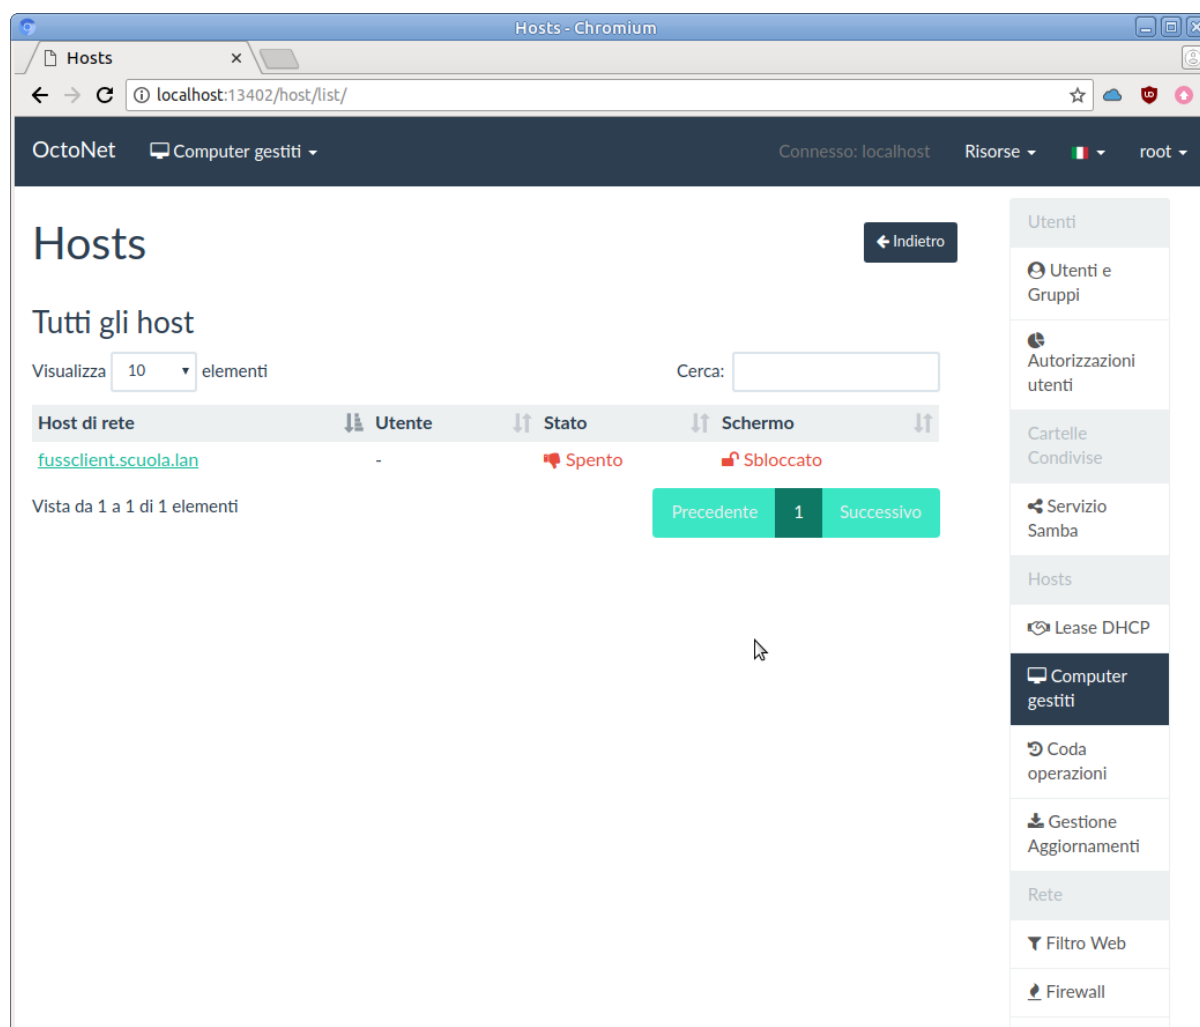 Hosts - Chromium
Hosts
localhost:13402/host/list/
OctoNet Computer gestiti Connesso: localhost Risorse root
Hosts
Indietro
Tutti gli host
Visualizza 10 elementi Cerca:
Host di rete Utente Stato Schermo
fussclient.scuola.lan - Spento Sbloccato
Vista da 1 a 1 di 1 elementi
Precedente 1 Successivo
Utenti
Utenti e
Gruppi
Autorizzazioni
utenti
Cartelle
Condivise
Servizio
Samba
Hosts
Lease DHCP
Computer
gestiti
Coda
operazioni
Gestione
Aggiornamenti
Rete
Filtro Web
Firewall